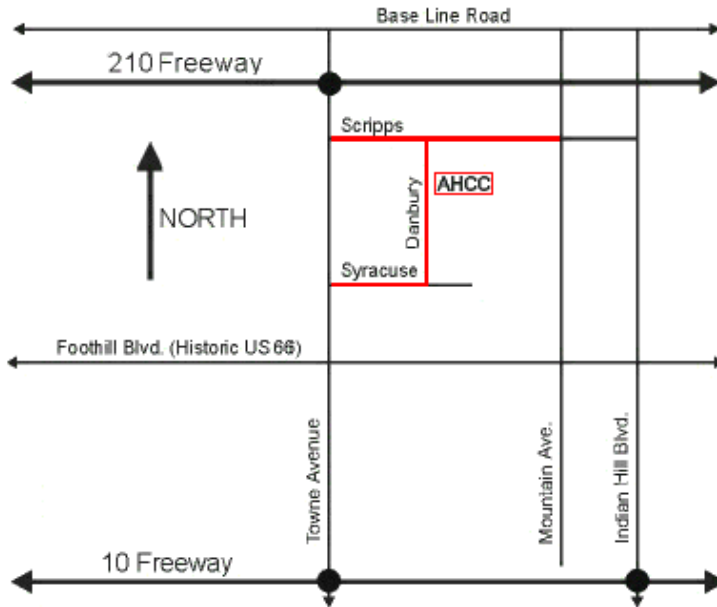 Base Line Road
210 Freeway
Scripps
AHCC
Danbury
NORTH
Syracuse
Foothill Blvd. (Historic US 66)
Towne Avenue
Mountain Ave.
Indian Hill Blvd.
10 Freeway